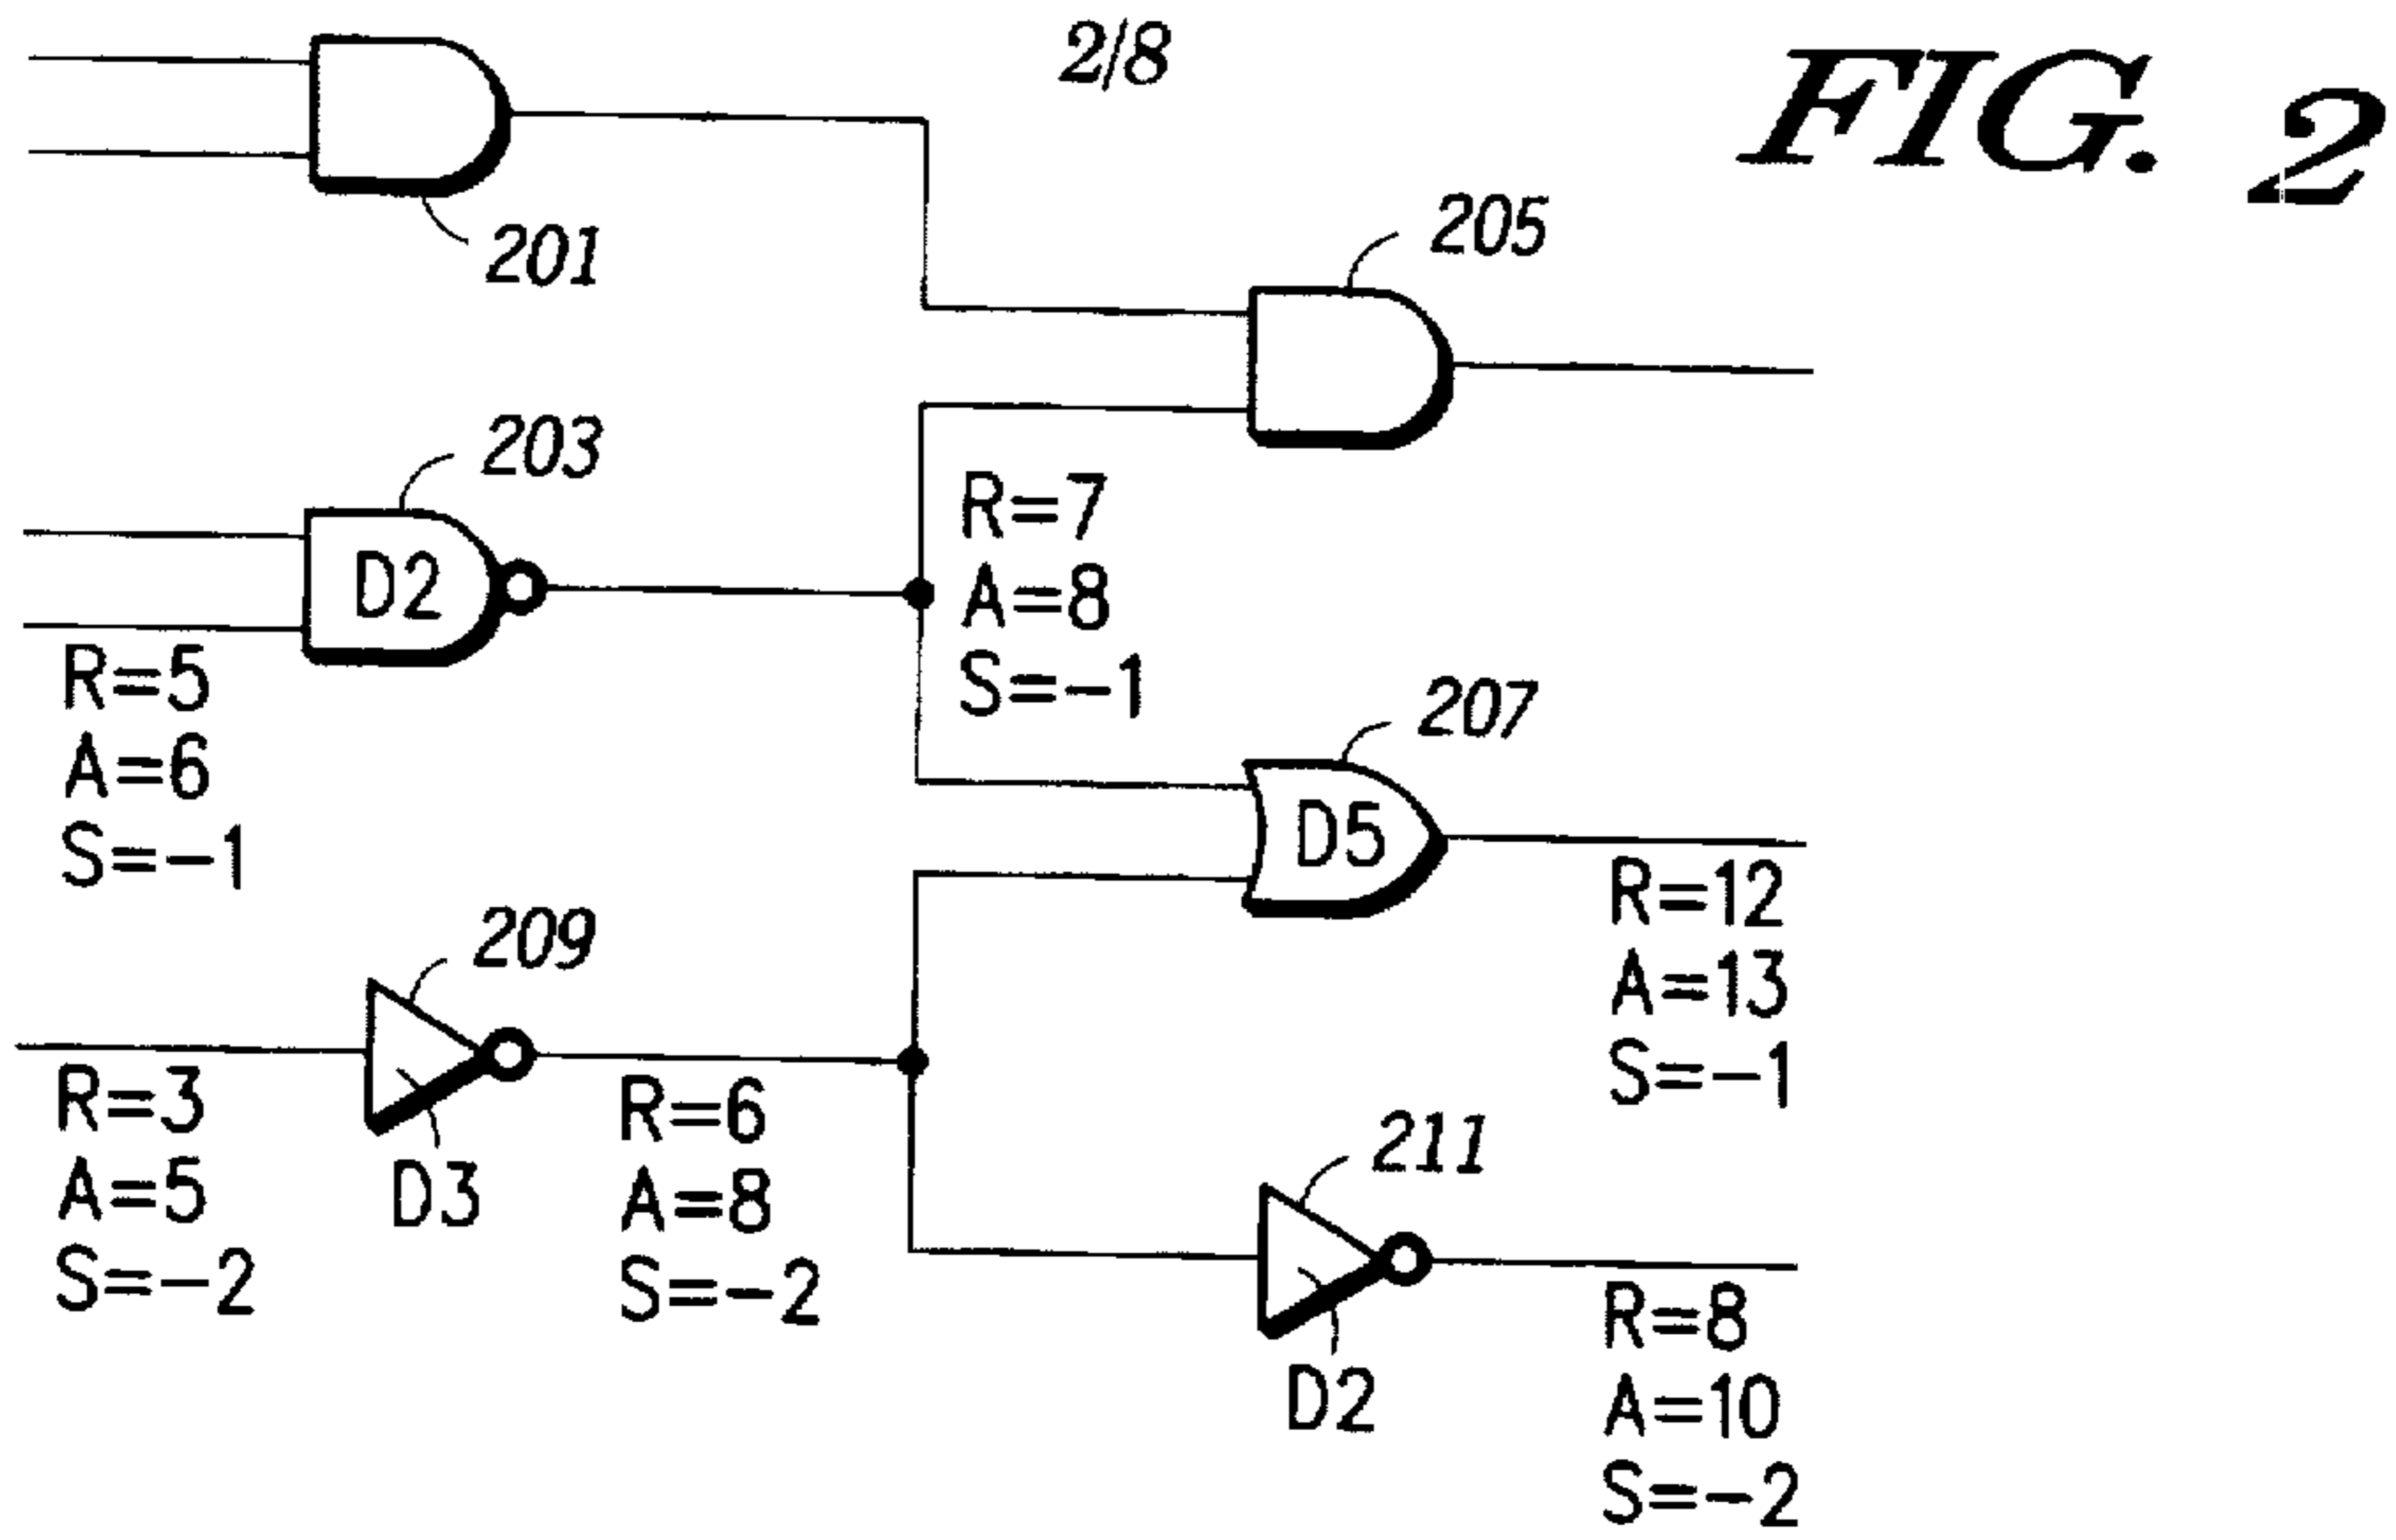 2/8
FIG. 2
201
205
203
D2
R=7
A=8
S=-1
R=5
A=6
S=-1
207
D5
R=12
A=13
S=-1
209
D3
R=3
A=5
S=-2
R=6
A=8
S=-2
211
D2
R=8
A=10
S=-2